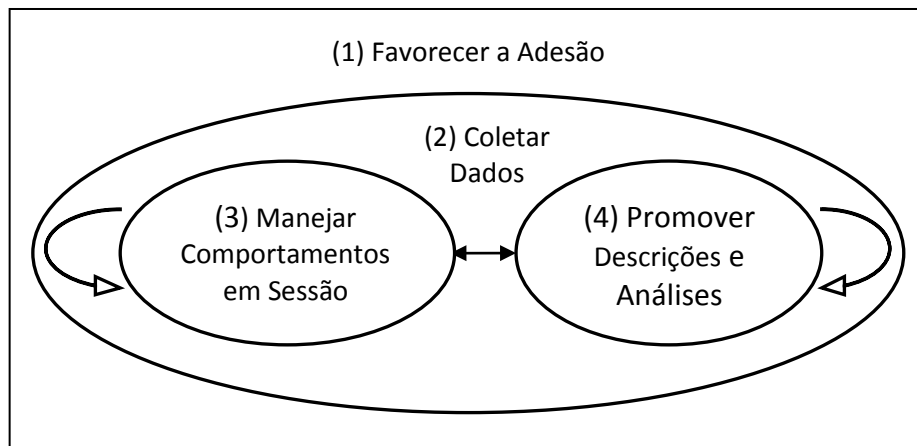 (1) Favorecer a Adesão
(2) Coletar
Dados
(3) Manejar
Comportamentos
em Sessão
(4) Promover
Descrições e
Análises